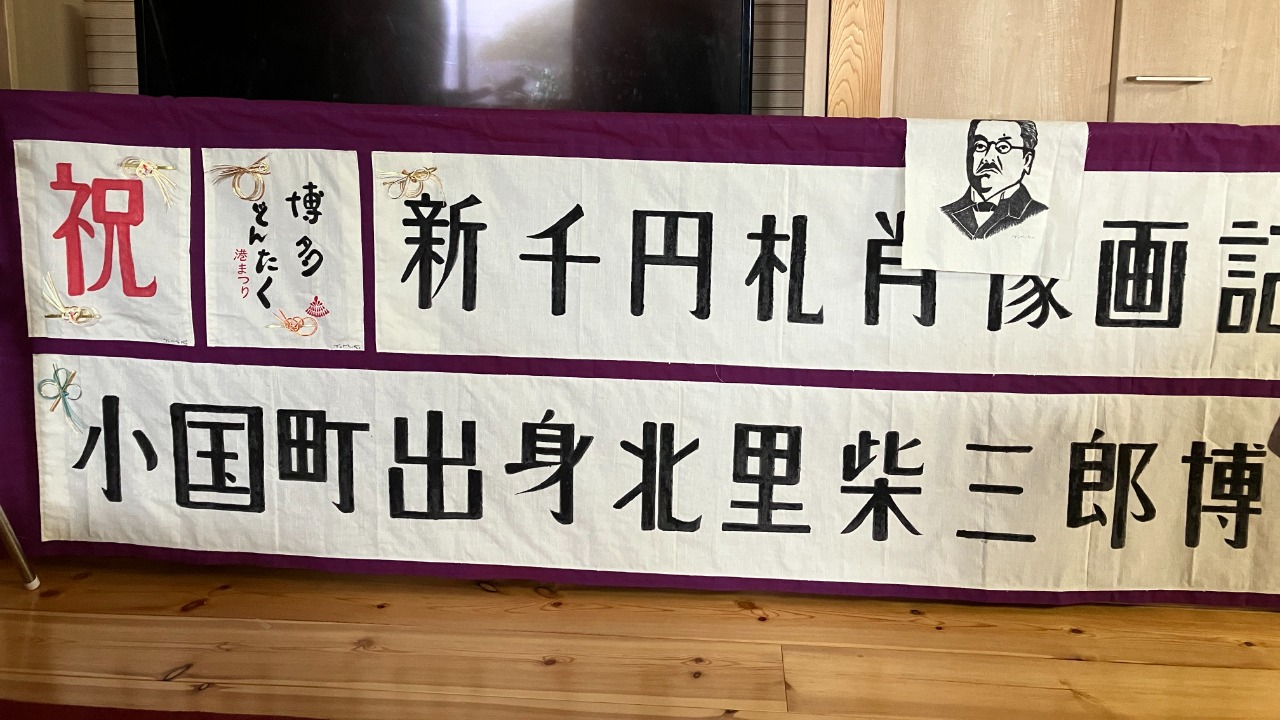 祝
博多
どんたく
港まつり
新千円札肖像画記
小国町出身北里柴三郎博